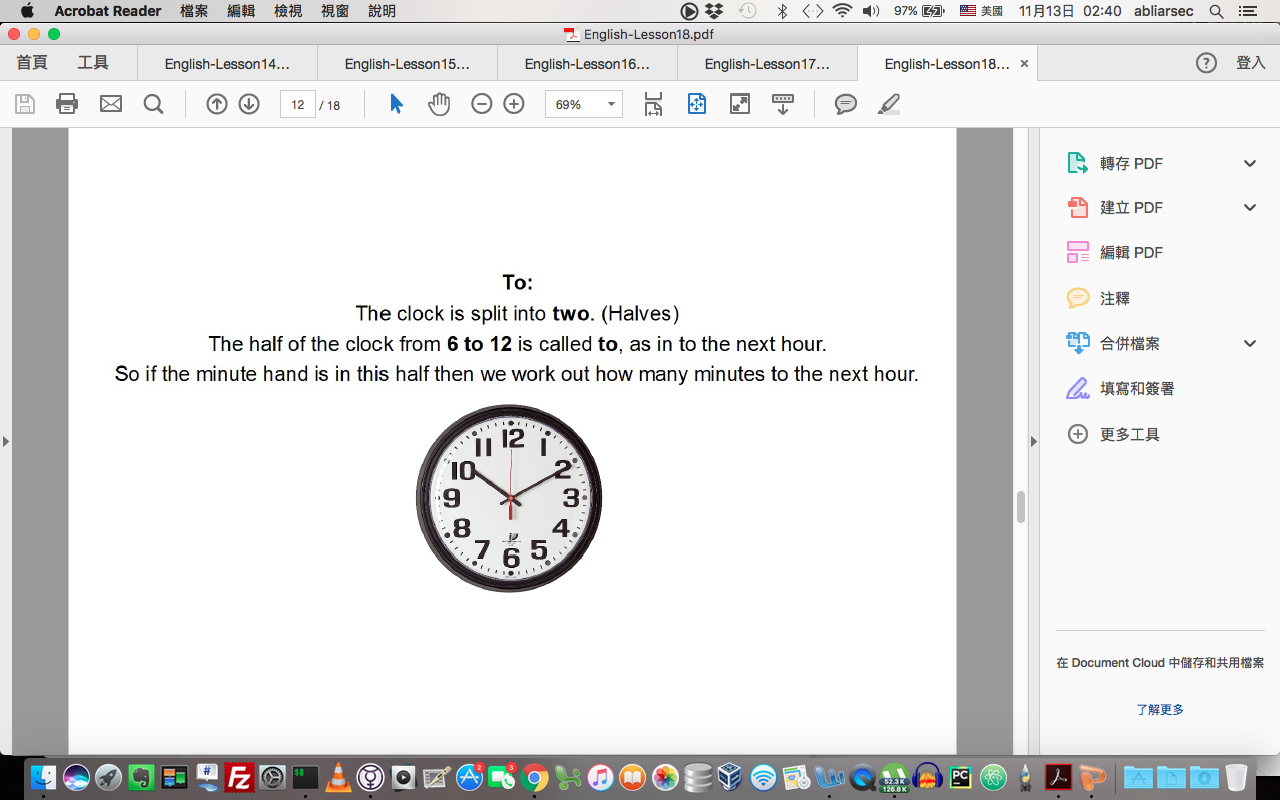 Acrobat Reader 檔案 編輯 檢視 視窗 說明 97% 美國 11月13日 02:40 abliarsec
English-Lesson18.pdf
首頁 工具 English-Lesson14... English-Lesson15... English-Lesson16... English-Lesson17... English-Lesson18... 登入
12 / 18 69%
To:
The clock is split into two. (Halves)
The half of the clock from 6 to 12 is called to, as in to the next hour.
So if the minute hand is in this half then we work out how many minutes to the next hour.
12
11 1
10 2
9 3
8 4
7 5
6
轉存 PDF
建立 PDF
編輯 PDF
注釋
合併檔案
填寫和簽署
更多工具
在 Document Cloud 中儲存和共用檔案
了解更多
2 3 52.3 K
126.8 K
PC